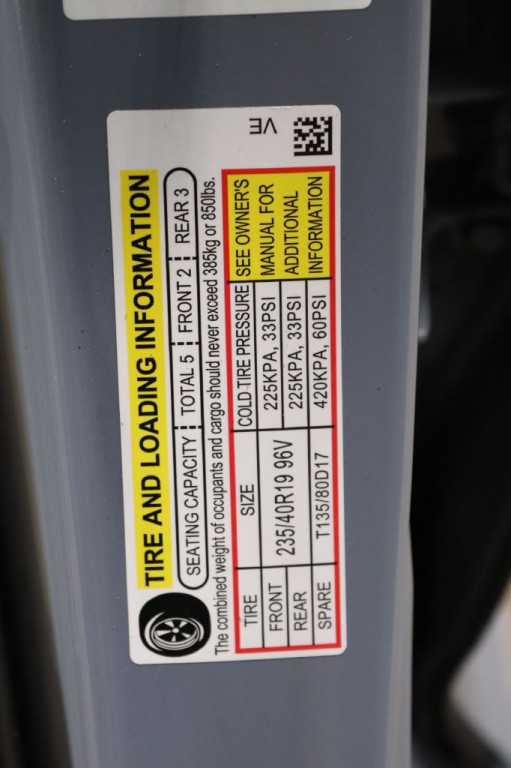 TIRE AND LOADING INFORMATION
SEATING CAPACITY TOTAL 5 FRONT 2 REAR 3
The combined weight of occupants and cargo should never exceed 385kg or 850lbs.
TIRE SIZE COLD TIRE PRESSURE SEE OWNER'S MANUAL FOR ADDITIONAL INFORMATION
FRONT 235/40R19 96V 225KPA, 33PSI
REAR 225KPA, 33PSI
SPARE T135/80D17 420KPA, 60PSI
VE